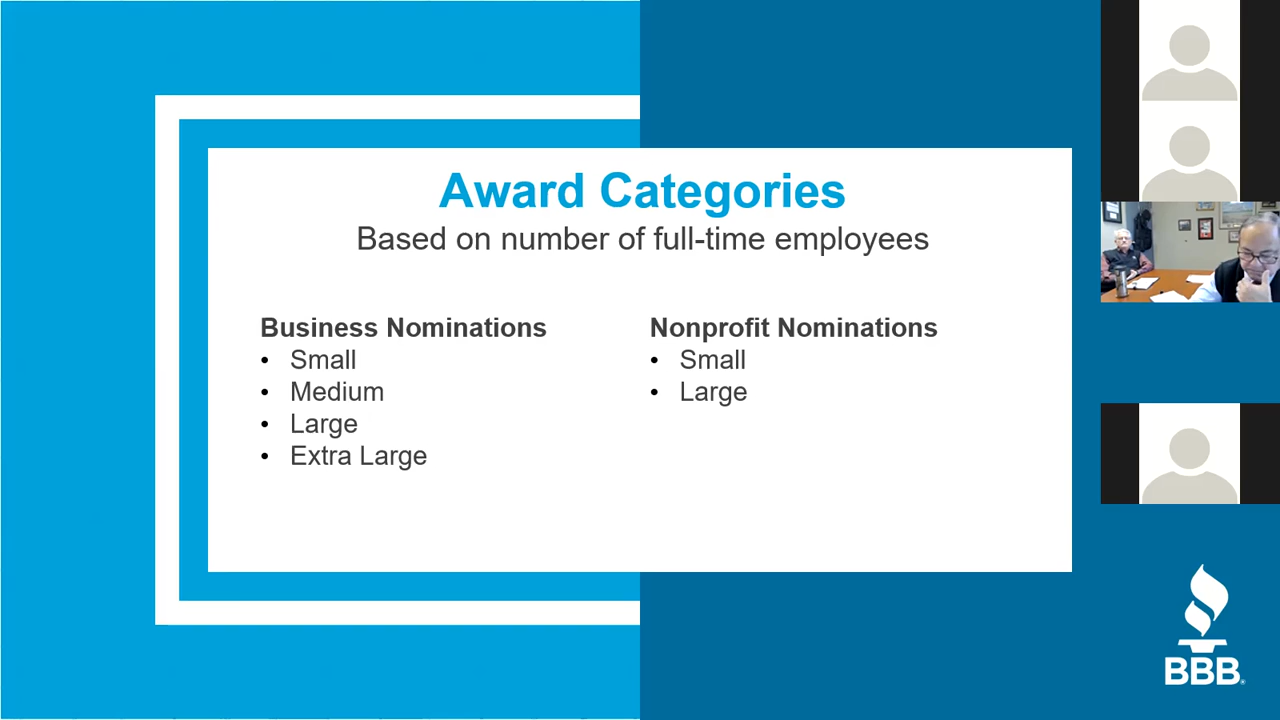 Award Categories
Based on number of full-time employees
Business Nominations
• Small
• Medium
• Large
• Extra Large
Nonprofit Nominations
• Small
• Large
BBB